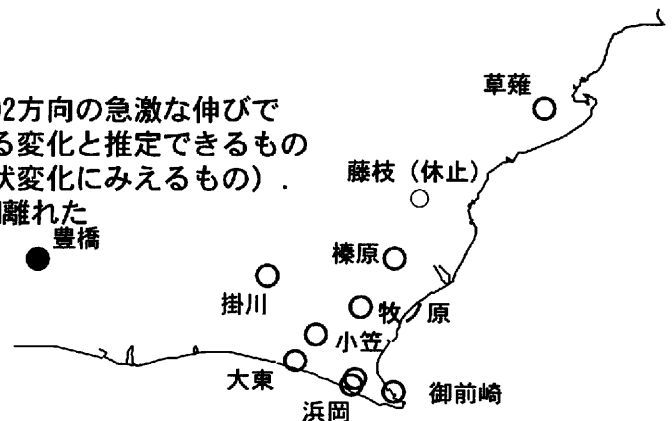 2方向の急激な伸びで
る変化と推定できるもの
状変化にみえるもの）．
離れた
草薙
藤枝（休止）
豊橋
榛原
掛川
牧ノ原
小笠
大東
浜岡
御前崎